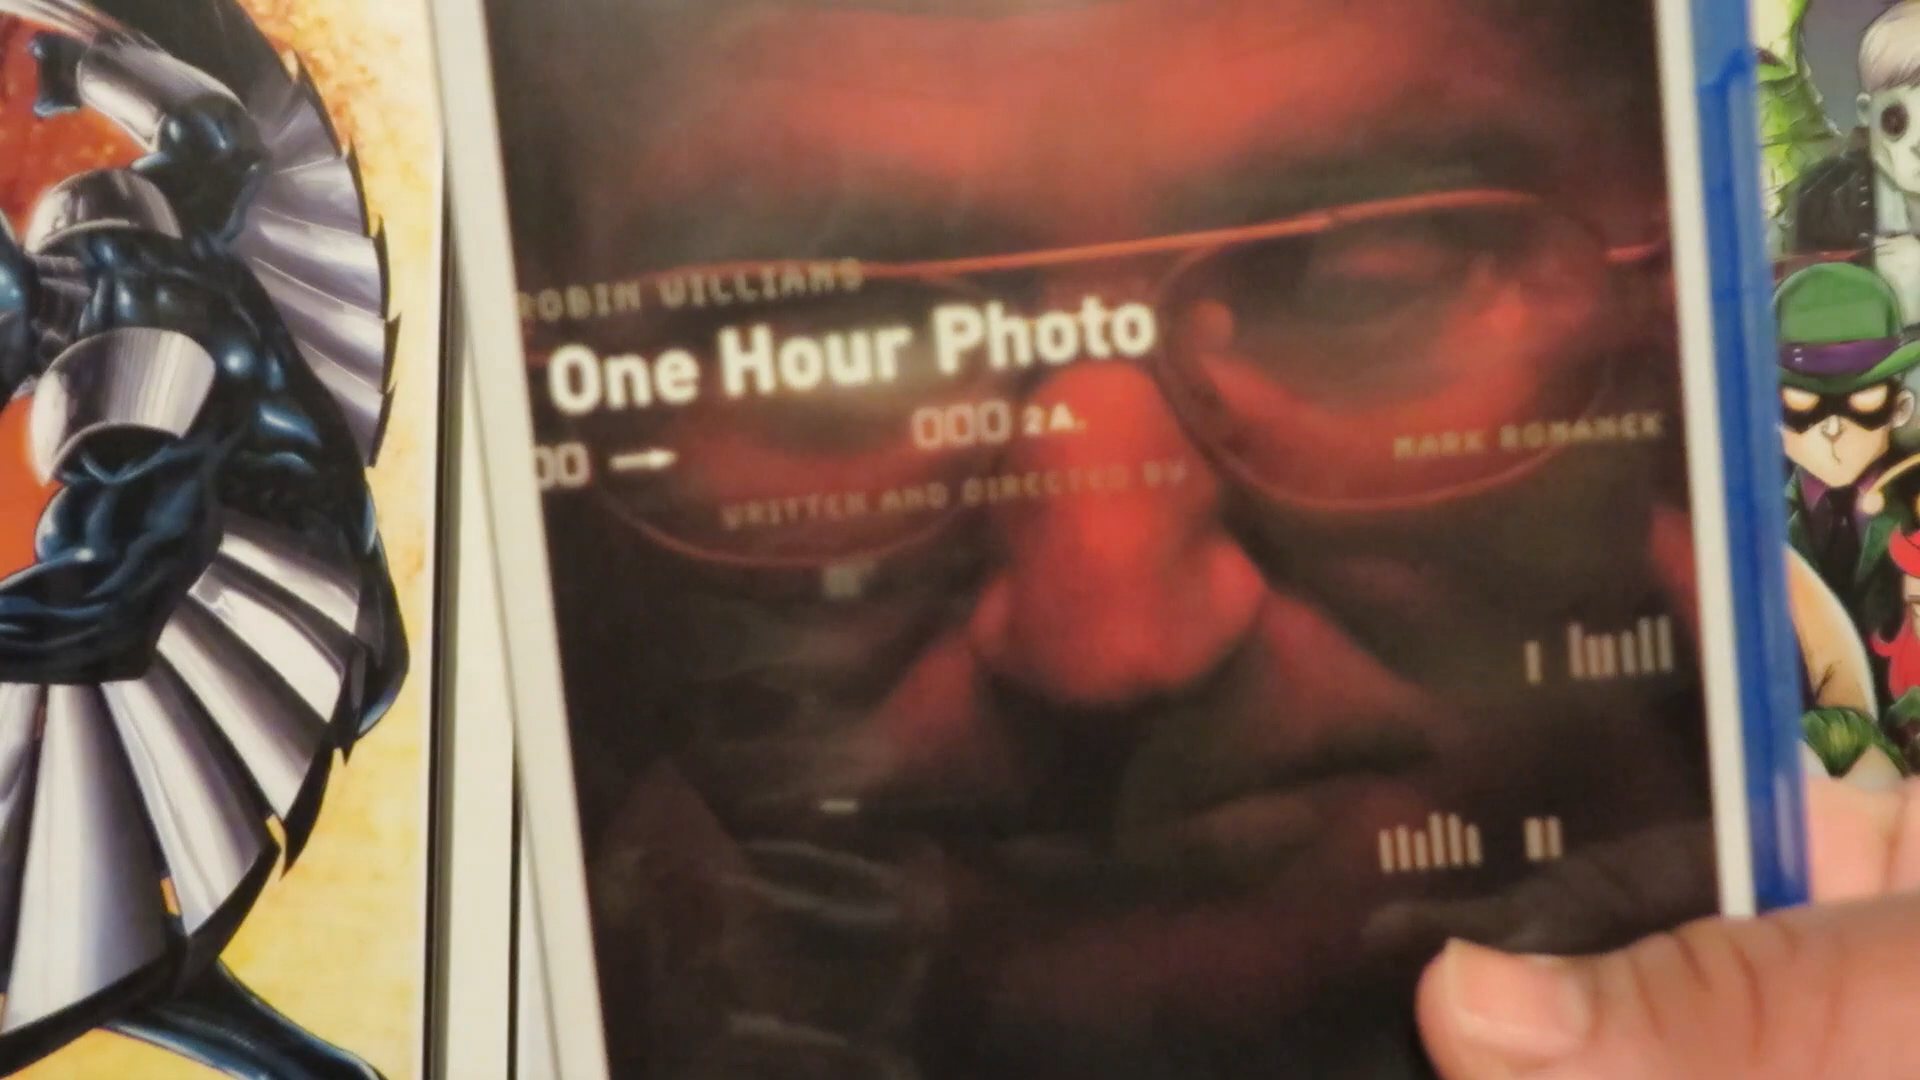 ROBIN WILLIAMS
One Hour Photo
00 → 000 2A.
WRITTEN AND DIRECTED BY MARK ROMANEK